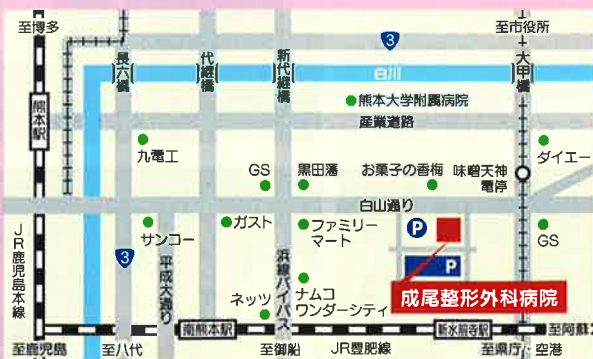 至博多
至市役所
3
長六橋
代継橋
新代継橋
白川
大甲橋
熊本大学附属病院
熊本駅
産業道路
九電工
GS
黒田藩
お菓子の香梅
味噌天神
電停
ダイエー
白山通り
サンコー
ガスト
ファミリー
マート
P
GS
JR鹿児島本線
3
平成大通り
浜線バイパス
P
ナムコ
ワンダーシティ
成尾整形外科病院
ネッツ
南熊本駅
新水前寺駅
至阿蘇
至鹿児島
至八代
至御船
JR豊肥線
至県庁
空港